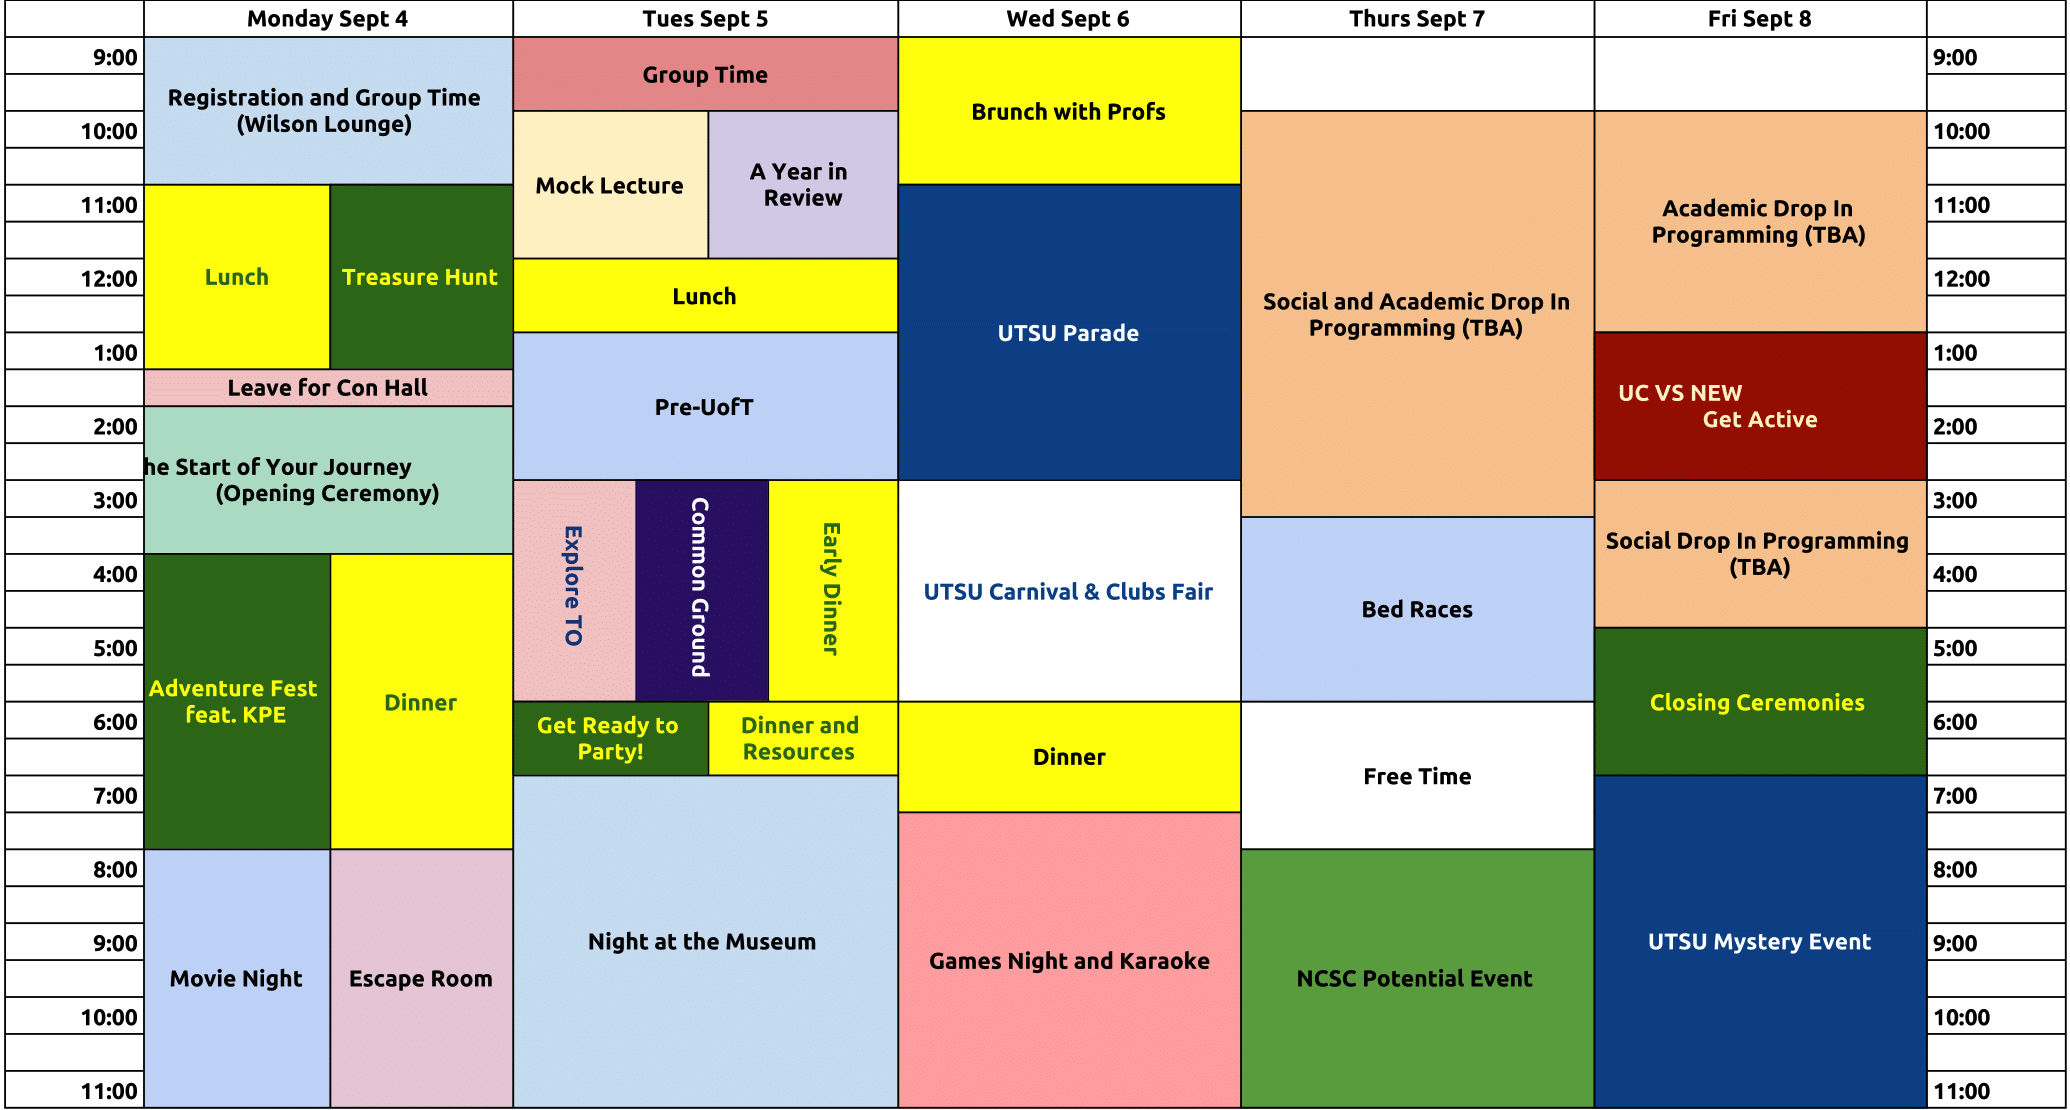 Monday Sept 4
Tues Sept 5
Wed Sept 6
Thurs Sept 7
Fri Sept 8
9:00
10:00
11:00
12:00
1:00
2:00
3:00
4:00
5:00
6:00
7:00
8:00
9:00
10:00
11:00
Registration and Group Time
(Wilson Lounge)
Lunch
Treasure Hunt
Leave for Con Hall
he Start of Your Journey
(Opening Ceremony)
Adventure Fest
feat. KPE
Dinner
Movie Night
Escape Room
Group Time
Mock Lecture
A Year in
Review
Lunch
Pre-UofT
Explore TO
Common Ground
Early Dinner
Get Ready to
Party!
Dinner and
Resources
Night at the Museum
Brunch with Profs
UTSU Parade
UTSU Carnival & Clubs Fair
Dinner
Games Night and Karaoke
Social and Academic Drop In
Programming (TBA)
Bed Races
Free Time
NCSC Potential Event
Academic Drop In
Programming (TBA)
UC VS NEW
Get Active
Social Drop In Programming
(TBA)
Closing Ceremonies
UTSU Mystery Event
9:00
10:00
11:00
12:00
1:00
2:00
3:00
4:00
5:00
6:00
7:00
8:00
9:00
10:00
11:00